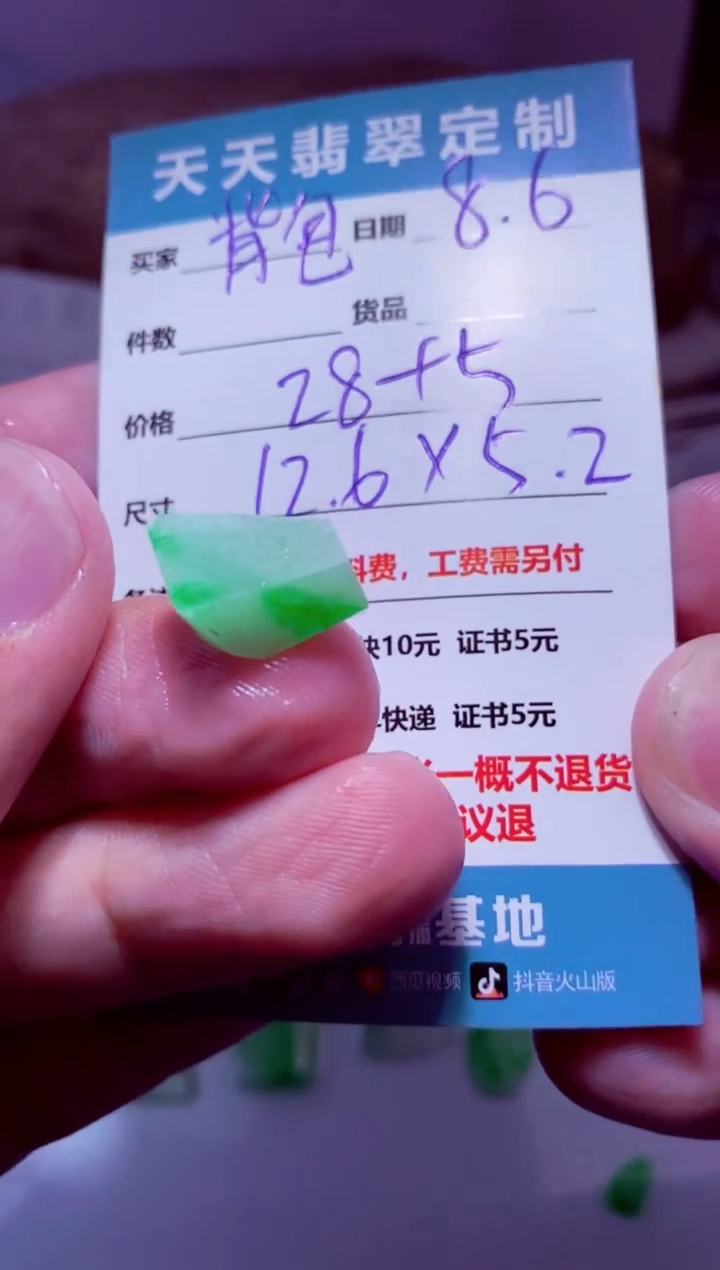 天天翡翠定制
买家 背包 日期 8.6
件数 货品
价格 28+5
尺寸 12.6×5.2
料费，工费需另付
10元 证书5元
快递 证书5元
一概不退货
议退
基地
西瓜视频 抖音火山版